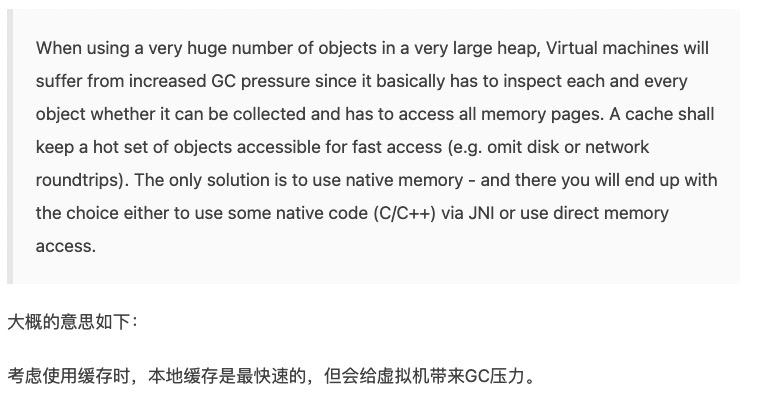 When using a very huge number of objects in a very large heap, Virtual machines will
suffer from increased GC pressure since it basically has to inspect each and every
object whether it can be collected and has to access all memory pages. A cache shall
keep a hot set of objects accessible for fast access (e.g. omit disk or network
roundtrips). The only solution is to use native memory - and there you will end up with
the choice either to use some native code (C/C++) via JNI or use direct memory
access.
大概的意思如下：
考虑使用缓存时，本地缓存是最快速的，但会给虚拟机带来GC压力。